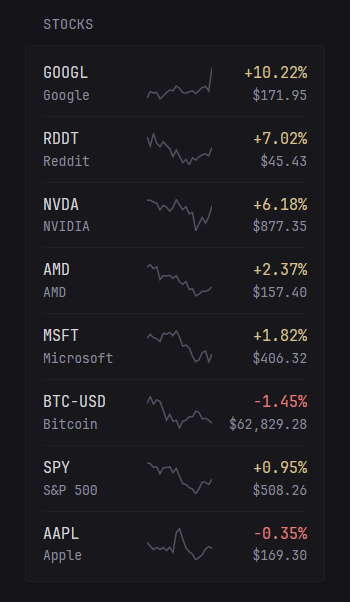 STOCKS
GOOGL +10.22%
Google $171.95
RDDT +7.02%
Reddit $45.43
NVDA +6.18%
NVIDIA $877.35
AMD +2.37%
AMD $157.40
MSFT +1.82%
Microsoft $406.32
BTC-USD -1.45%
Bitcoin $62,829.28
SPY +0.95%
S&P 500 $508.26
AAPL -0.35%
Apple $169.30